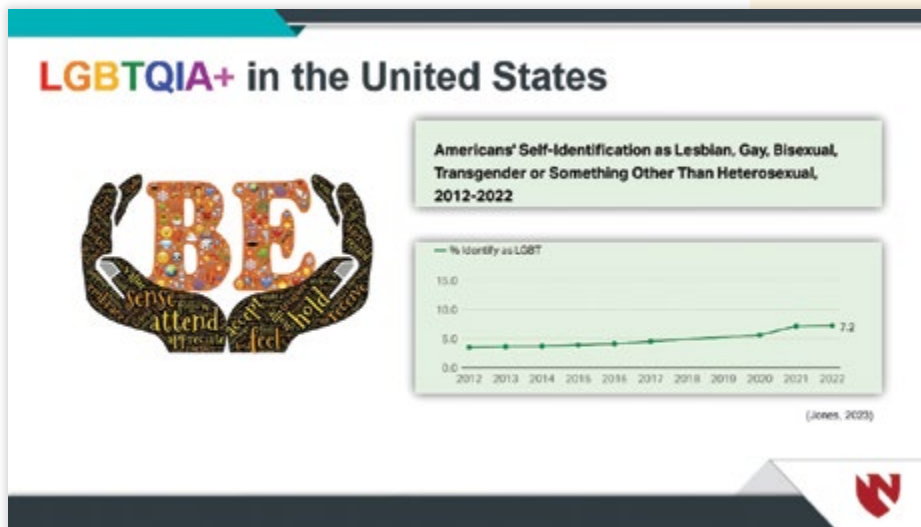 LGBTQIA+ in the United States
BE
sense
attend
appreciate
accept
feel
hold
receive
Americans' Self-Identification as Lesbian, Gay, Bisexual,
Transgender or Something Other Than Heterosexual,
2012-2022
% Identify as LGBT
15.0
10.0
5.0
0.0
7.2
2012 2013 2014 2015 2016 2017 2018 2019 2020 2021 2022
(Jones, 2023)
N